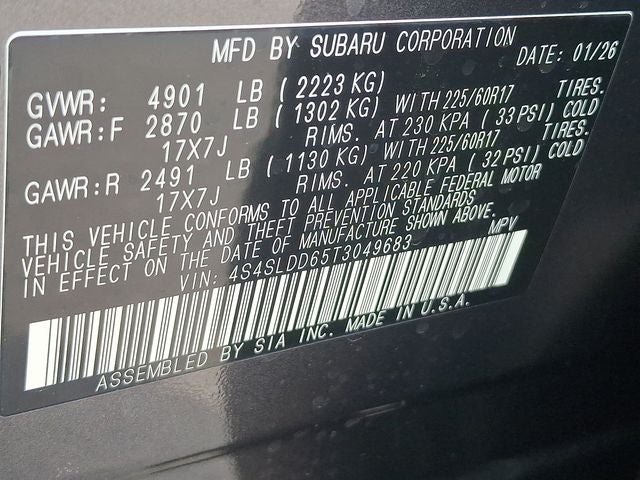 MFD BY SUBARU CORPORATION DATE: 01/26
GVWR: 4901 LB (2223 KG)
GAWR:F 2870 LB (1302 KG) WITH 225/60R17 TIRES.
17X7J RIMS. AT 230 KPA (33 PSI) COLD
GAWR:R 2491 LB (1130 KG) WITH 225/60R17 TIRES.
17X7J RIMS. AT 220 KPA (32 PSI) COLD
THIS VEHICLE CONFORMS TO ALL APPLICABLE FEDERAL MOTOR
VEHICLE SAFETY AND THEFT PREVENTION STANDARDS
IN EFFECT ON THE DATE OF MANUFACTURE SHOWN ABOVE.
VIN: 4S4SLDD65T3049683 MPV
ASSEMBLED BY SIA INC. MADE IN U.S.A.